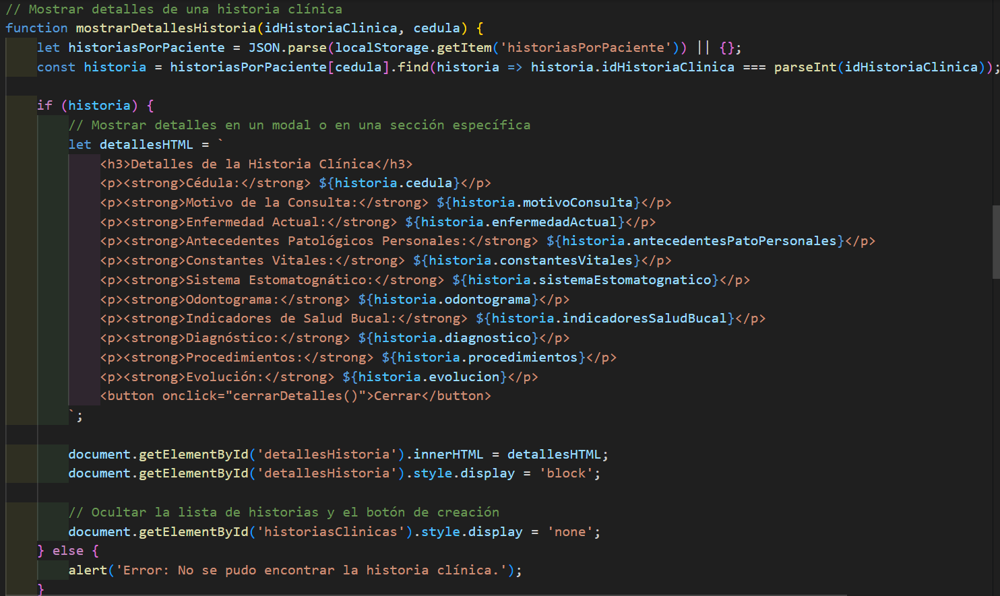 // Mostrar detalles de una historia clínica
function mostrarDetallesHistoria(idHistoriaClinica, cedula) {
    let historiasPorPaciente = JSON.parse(localStorage.getItem('historiasPorPaciente')) || {};
    const historia = historiasPorPaciente[cedula].find(historia => historia.idHistoriaClinica === parseInt(idHistoriaClinica));

    if (historia) {
        // Mostrar detalles en un modal o en una sección específica
        let detallesHTML = `
            <h3>Detalles de la Historia Clínica</h3>
            <p><strong>Cédula:</strong> ${historia.cedula}</p>
            <p><strong>Motivo de la Consulta:</strong> ${historia.motivoConsulta}</p>
            <p><strong>Enfermedad Actual:</strong> ${historia.enfermedadActual}</p>
            <p><strong>Antecedentes Patológicos Personales:</strong> ${historia.antecedentesPatoPersonales}</p>
            <p><strong>Constantes Vitales:</strong> ${historia.constantesVitales}</p>
            <p><strong>Sistema Estomatognático:</strong> ${historia.sistemaEstomatognatico}</p>
            <p><strong>Odontograma:</strong> ${historia.odontograma}</p>
            <p><strong>Indicadores de Salud Bucal:</strong> ${historia.indicadoresSaludBucal}</p>
            <p><strong>Diagnóstico:</strong> ${historia.diagnostico}</p>
            <p><strong>Procedimientos:</strong> ${historia.procedimientos}</p>
            <p><strong>Evolución:</strong> ${historia.evolucion}</p>
            <button onclick="cerrarDetalles()">Cerrar</button>
        `;

        document.getElementById('detallesHistoria').innerHTML = detallesHTML;
        document.getElementById('detallesHistoria').style.display = 'block';

        // Ocultar la lista de historias y el botón de creación
        document.getElementById('historiasClinicas').style.display = 'none';
    } else {
        alert('Error: No se pudo encontrar la historia clínica.');
    }